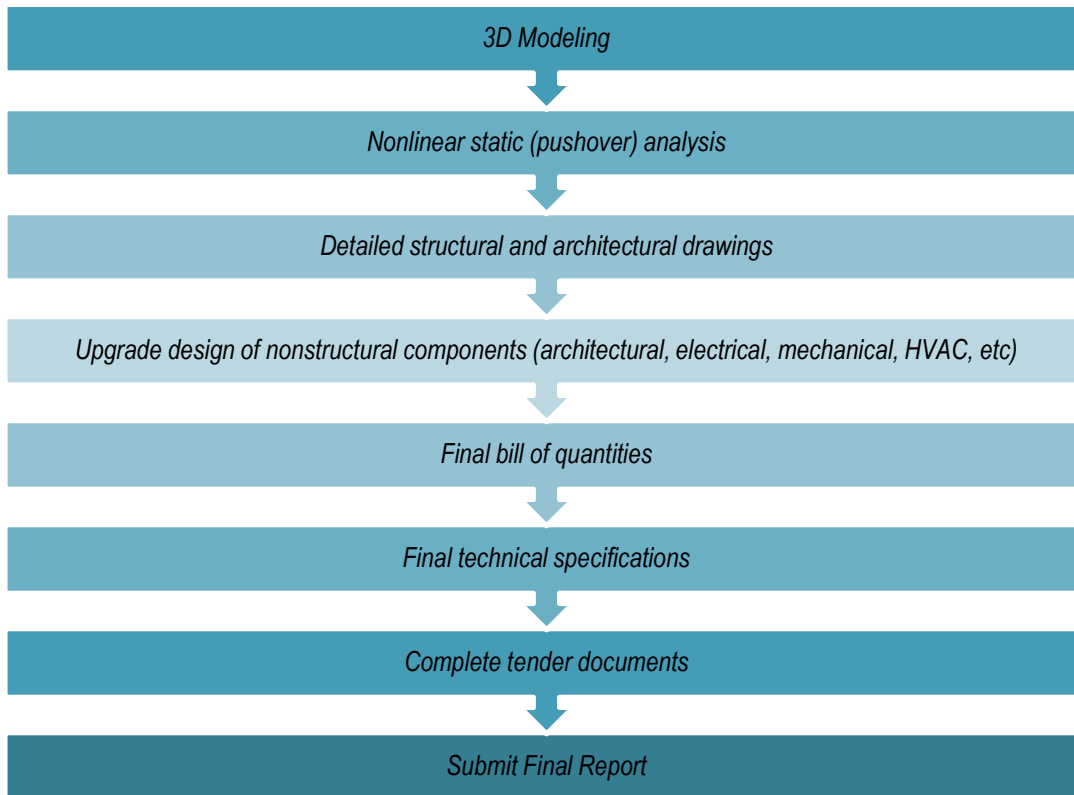 3D Modeling
Nonlinear static (pushover) analysis
Detailed structural and architectural drawings
Upgrade design of nonstructural components (architectural, electrical, mechanical, HVAC, etc)
Final bill of quantities
Final technical specifications
Complete tender documents
Submit Final Report